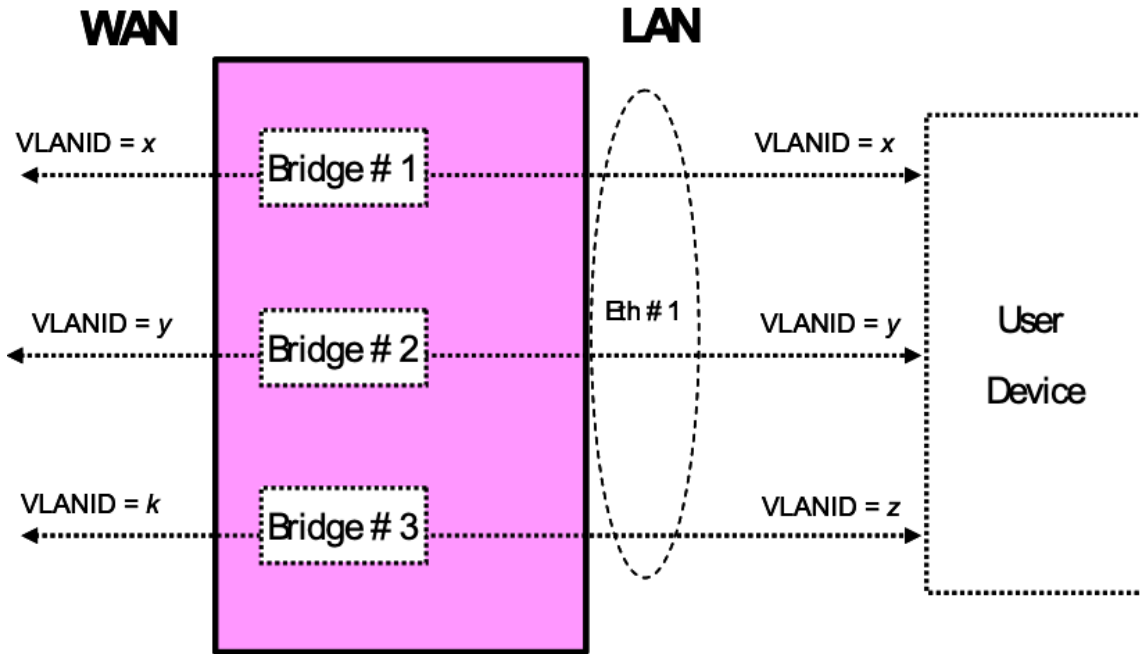 WAN
LAN
VLANID = x
Bridge # 1
VLANID = x
VLANID = y
Bridge # 2
Eth # 1
VLANID = y
User
Device
VLANID = k
Bridge # 3
VLANID = z